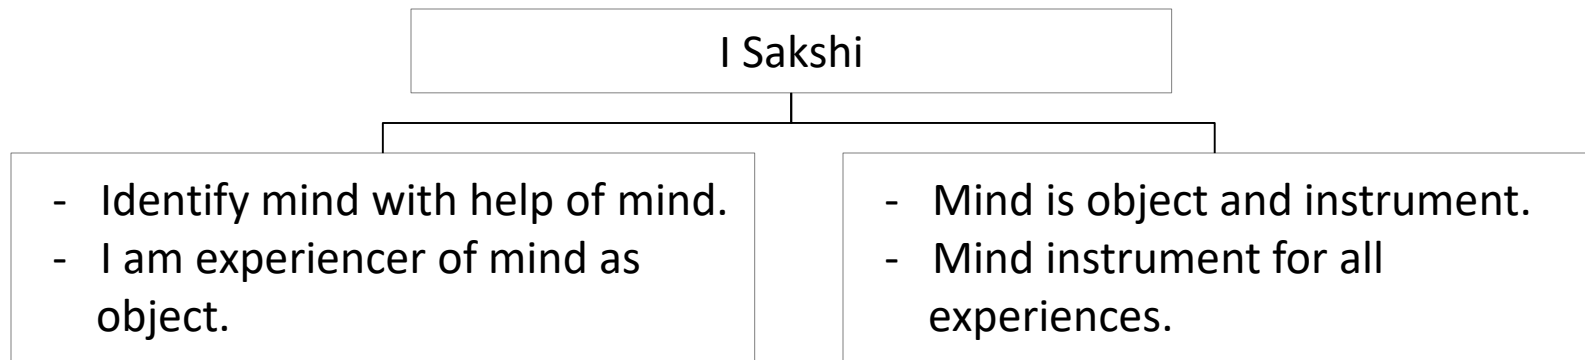 I Sakshi
- Identify mind with help of mind.
- I am experiencer of mind as
object.
- Mind is object and instrument.
- Mind instrument for all
experiences.